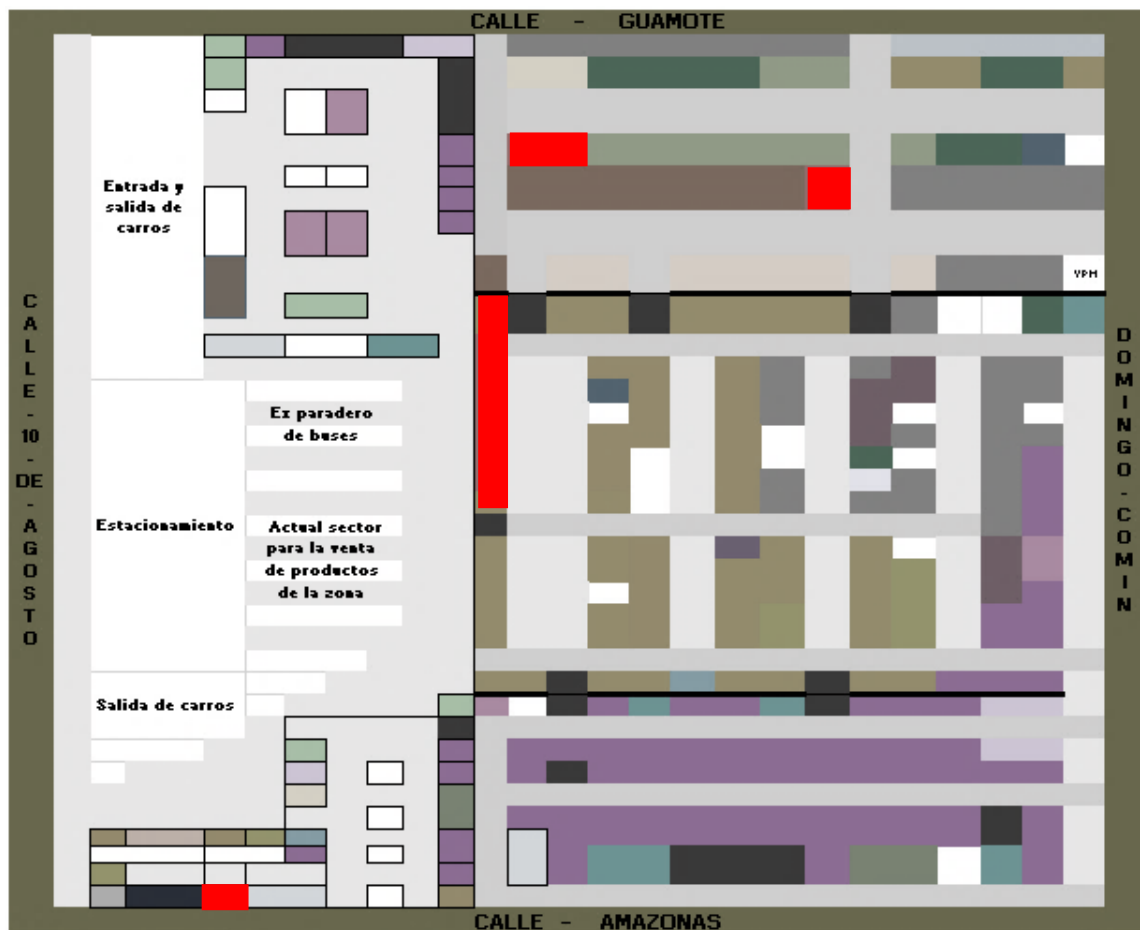 CALLE - GUAMOTE
Entrada y
salida de
carros
VPM
CALLE-10-DE-AGOSTO
DOMINGO-COMIN
Ex paradero
de buses
Estacionamiento
Actual sector
para la venta
de productos
de la zona
Salida de carros
CALLE - AMAZONAS